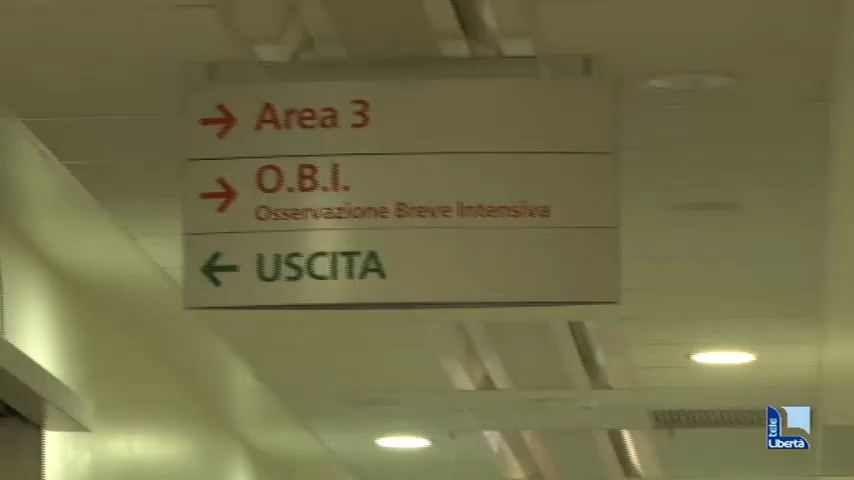 Area 3
O.B.I.
Osservazione Breve Intensiva
USCITA
tele
Libertà